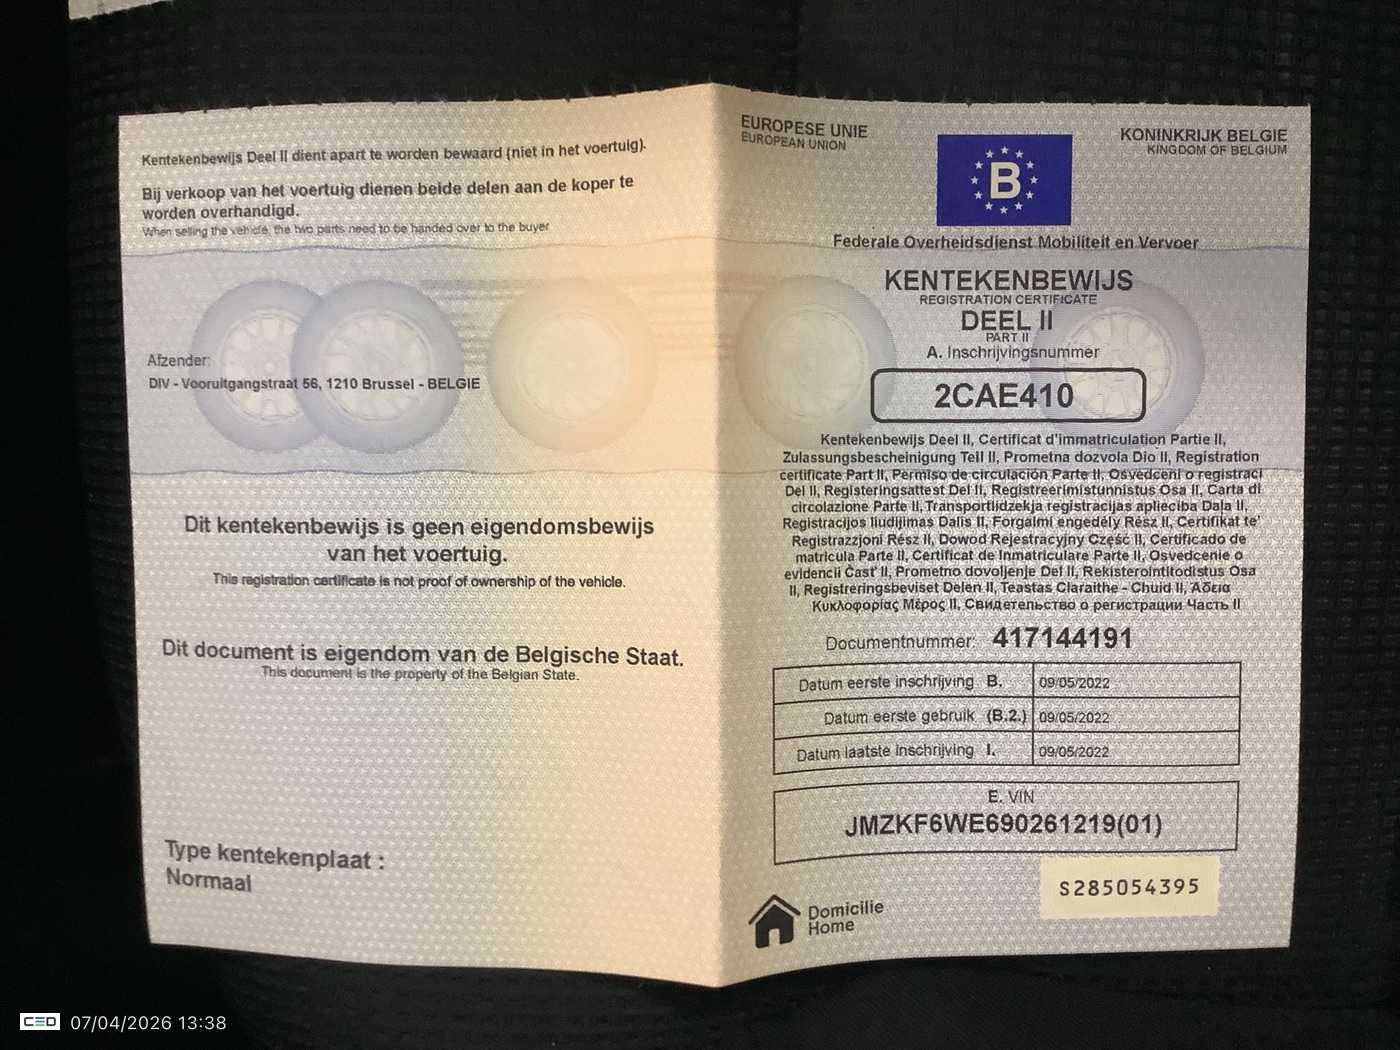 Kentekenbewijs Deel II dient apart te worden bewaard (niet in het voertuig).
Bij verkoop van het voertuig dienen beide delen aan de koper te
worden overhandigd.
When selling the vehicle, the two parts need to be handed over to the buyer
Afzender:
DIV - Vooruitgangstraat 56, 1210 Brussel - BELGIE
Dit kentekenbewijs is geen eigendomsbewijs
van het voertuig.
This registration certificate is not proof of ownership of the vehicle.
Dit document is eigendom van de Belgische Staat.
This document is the property of the Belgian State.
Type kentekenplaat :
Normaal
EUROPESE UNIE
EUROPEAN UNION
B
KONINKRIJK BELGIE
KINGDOM OF BELGIUM
Federale Overheidsdienst Mobiliteit en Vervoer
KENTEKENBEWIJS
REGISTRATION CERTIFICATE
DEEL II
PART II
A. Inschrijvingsnummer
2CAE410
Kentekenbewijs Deel II, Certificat d'immatriculation Partie II,
Zulassungsbescheinigung Teil II, Prometna dozvola Dio II, Registration
certificate Part II, Permiso de circulación Parte II, Osvedcení o registraci
Del II, Registeringsattest Del II, Registreerimistunnistus Osa II, Carta di
circolazione Parte II, Transportlidzekja registracijas aplieciba Daļa II,
Registracijos liudijimas Dalis II, Forgalmi engedély Rész II, Certifikat te'
Registrazzjoni Rész II, Dowod Rejestracyjny Część II, Certificado de
matricula Parte II, Certificat de Inmatriculare Parte II, Osvedcenie o
evidencii Časť II, Prometno dovoljenje Del II, Rekisterointitodistus Osa
II, Registreringsbeviset Delen II, Teastas Claraithe - Chuid II, Άδεια
Κυκλοφορίας Μέρος II, Свидетельство о регистрации Часть II
Documentnummer: 417144191
Datum eerste inschrijving B. 09/05/2022
Datum eerste gebruik (B.2.) 09/05/2022
Datum laatste inschrijving I. 09/05/2022
E. VIN
JMZKF6WE690261219(01)
S285054395
Domicilie
Home
CED 07/04/2026 13:38